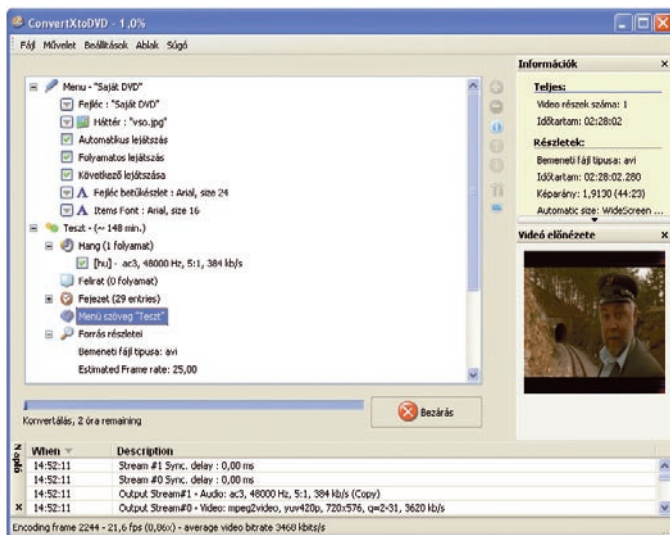 ConvertXtoDVD - 1,0%
Fájl Művelet Beállítások Ablak Súgó
Menu - "Saját DVD"
Fejléc : "Saját DVD"
Háttér : "vso.jpg"
Automatikus lejátszás
Folyamatos lejátszás
Következő lejátszása
A Fejléc betűkészlet : Arial, size 24
A Items Font : Arial, size 16
Teszt - (~ 148 min.)
Hang (1 folyamat)
[hu] - ac3, 48000 Hz, 5:1, 384 kb/s
Felirat (0 folyamat)
Fejezet (29 entries)
Menü szöveg "Teszt"
Forrás részletei
Bemeneti fájl típusa: avi
Estimated Frame rate: 25,00
Információk
Teljes:
Video részek száma: 1
Időtartam: 02:28:02
Részletek:
Bemeneti fájl típusa: avi
Időtartam: 02:28:02.280
Képarány: 1,9130 (44:23)
Automatic size: WideScreen ...
Videó előnézete
Konvertálás, 2 óra remaining
Bezárás
Napló
When Description
14:52:11 Stream #1 Sync. delay : 0,00 ms
14:52:11 Stream #0 Sync. delay : 0,00 ms
14:52:11 Output Stream#1 - Audio: ac3, 48000 Hz, 5:1, 384 kb/s (Copy)
14:52:11 Output Stream#0 - Video: mpeg2video, yuv420p, 720x576, q=2-31, 3620 kb/s
Encoding frame 2244 - 21,6 fps (0,86x) - average video bitrate 3468 kbits/s